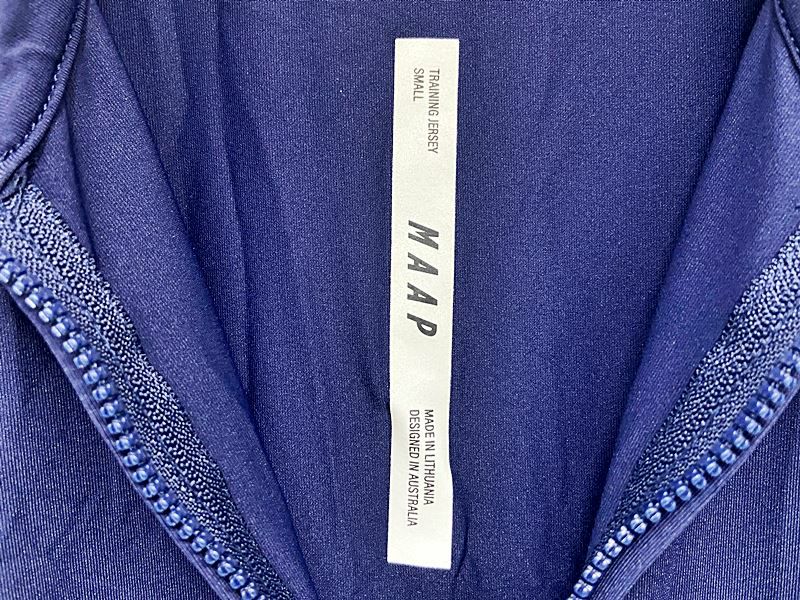 TRAINING JERSEY
SMALL
MAAP
MADE IN LITHUANIA
DESIGNED IN AUSTRALIA